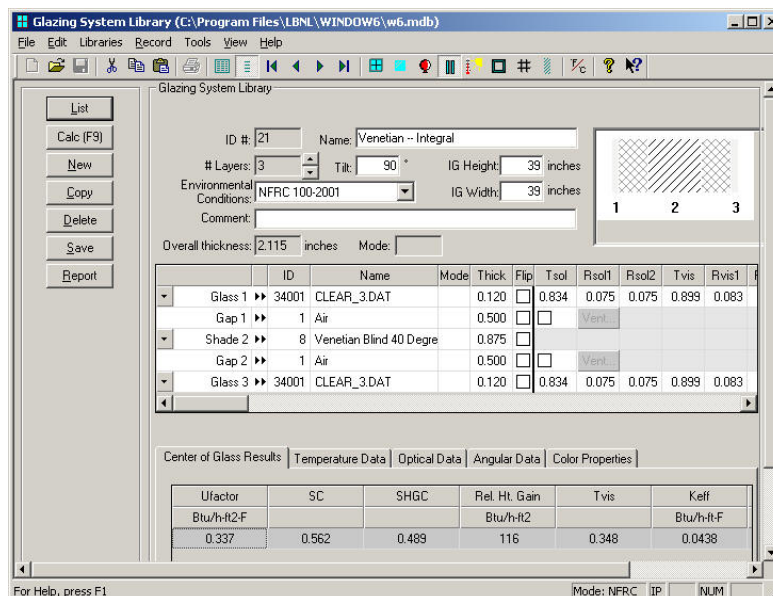 Glazing System Library (C:\Program Files\LBNL\WINDOW6\w6.mdb)
File Edit Libraries Record Tools View Help
F/C
Glazing System Library
List
Calc (F9)
New
Copy
Delete
Save
Report
ID #: 21 Name: Venetian -- Integral
# Layers: 3 Tilt: 90 ° IG Height: 39 inches
Environmental Conditions: NFRC 100-2001 IG Width: 39 inches
Comment:
Overall thickness: 2.115 inches Mode:
1 2 3
ID Name Mode Thick Flip Tsol Rsol1 Rsol2 Tvis Rvis1
Glass 1 34001 CLEAR_3.DAT 0.120 0.834 0.075 0.075 0.899 0.083
Gap 1 1 Air 0.500 Vent...
Shade 2 8 Venetian Blind 40 Degre 0.875
Gap 2 1 Air 0.500 Vent...
Glass 3 34001 CLEAR_3.DAT 0.120 0.834 0.075 0.075 0.899 0.083
Center of Glass Results Temperature Data Optical Data Angular Data Color Properties
Ufactor SC SHGC Rel. Ht. Gain Tvis Keff
Btu/h-ft2-F Btu/h-ft2 Btu/h-ft-F
0.337 0.562 0.489 116 0.348 0.0438
For Help, press F1 Mode: NFRC IP NUM